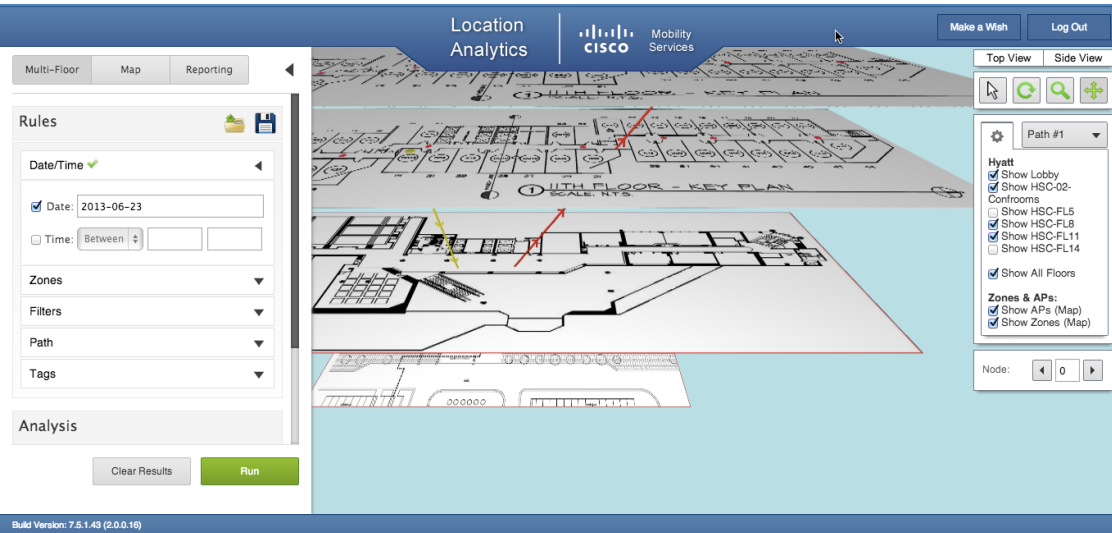 Location
Analytics
CISCO
Mobility
Services
Make a Wish
Log Out
Multi-Floor
Map
Reporting
Top View
Side View
Rules
Date/Time
Date: 2013-06-23
Time: Between
Zones
Filters
Path
Tags
Analysis
Clear Results
Run
11TH FLOOR - KEY PLAN
SCALE: N.T.S.
Path #1
Hyatt
Show Lobby
Show HSC-02-
Confrooms
Show HSC-FL5
Show HSC-FL8
Show HSC-FL11
Show HSC-FL14
Show All Floors
Zones & APs:
Show APs (Map)
Show Zones (Map)
Node: 0
Build Version: 7.5.1.43 (2.0.0.16)